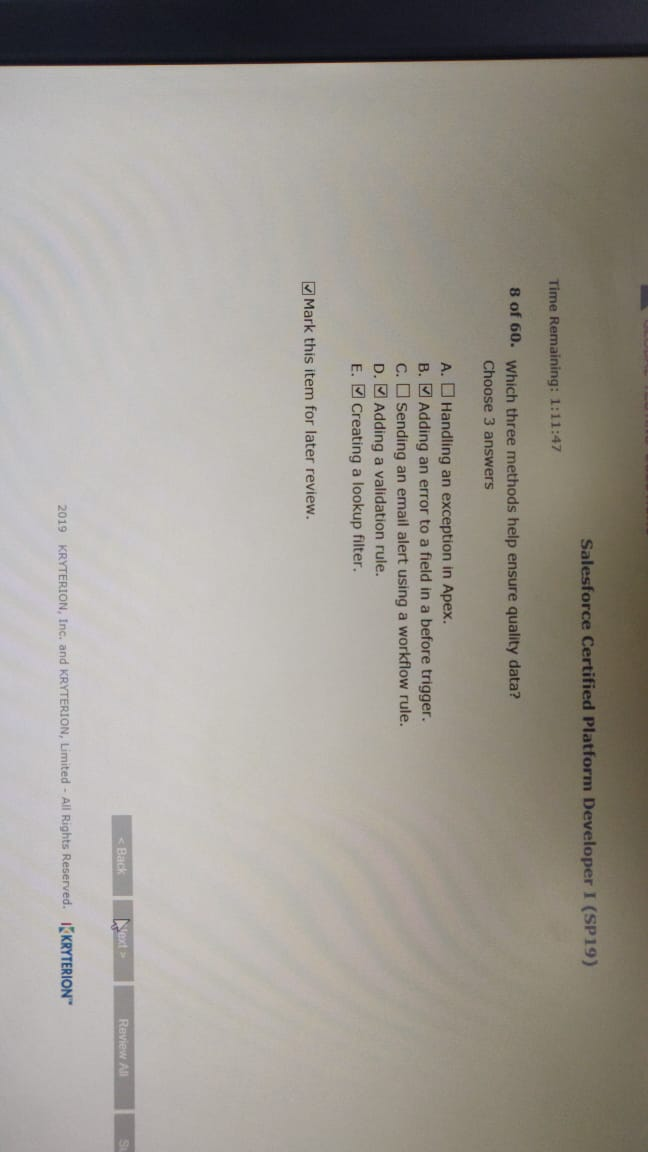 Salesforce Certified Platform Developer I (SP19)
Time Remaining: 1:11:47
8 of 60. Which three methods help ensure quality data?
Choose 3 answers
A. Handling an exception in Apex.
B. Adding an error to a field in a before trigger.
C. Sending an email alert using a workflow rule.
D. Adding a validation rule.
E. Creating a lookup filter.
Mark this item for later review.
< Back Next > Review All
2019 KRYTERION, Inc. and KRYTERION, Limited - All Rights Reserved. KRYTERION™